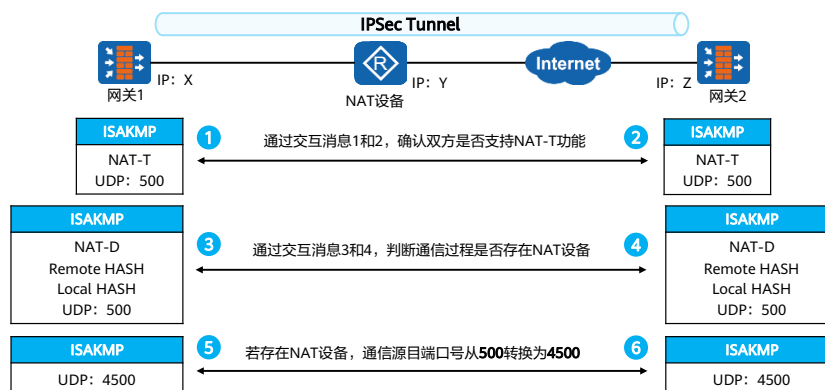 IPSec Tunnel
网关1
IP：X
R
NAT设备
IP：Y
Internet
IP：Z
网关2
ISAKMP
NAT-T
UDP：500
1
通过交互消息1和2，确认双方是否支持NAT-T功能
2
ISAKMP
NAT-T
UDP：500
ISAKMP
NAT-D
Remote HASH
Local HASH
UDP：500
3
通过交互消息3和4，判断通信过程是否存在NAT设备
4
ISAKMP
NAT-D
Remote HASH
Local HASH
UDP：500
ISAKMP
UDP：4500
5
若存在NAT设备，通信源目端口号从500转换为4500
6
ISAKMP
UDP：4500